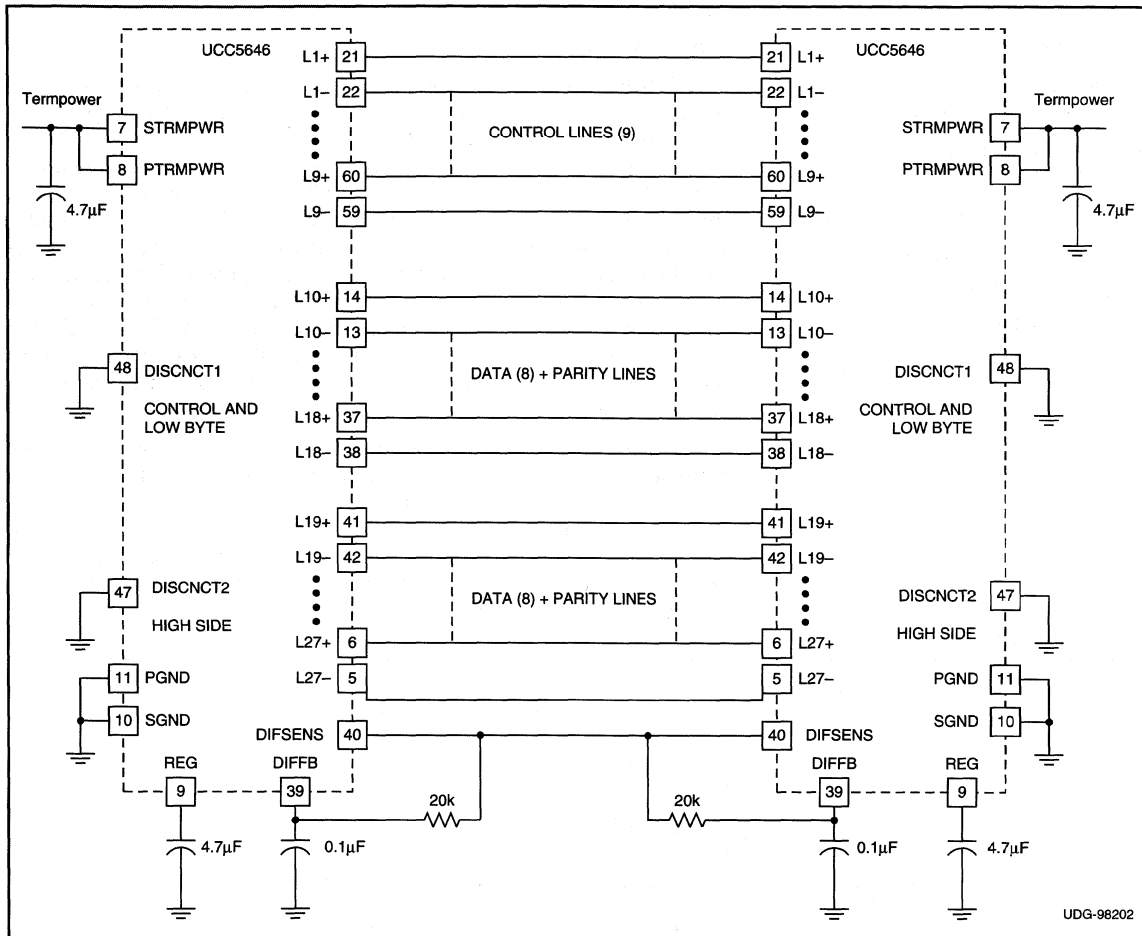 UCC5646
L1+ 21
21 L1+
UCC5646
L1– 22
22 L1–
Termpower
Termpower
7 STRMPWR
CONTROL LINES (9)
STRMPWR 7
8 PTRMPWR
L9+ 60
60 L9+
PTRMPWR 8
4.7µF
L9– 59
59 L9–
4.7µF
L10+ 14
14 L10+
L10– 13
13 L10–
48 DISCNCT1
DATA (8) + PARITY LINES
DISCNCT1 48
CONTROL AND
LOW BYTE
L18+ 37
37 L18+
CONTROL AND
LOW BYTE
L18– 38
38 L18–
L19+ 41
41 L19+
L19– 42
42 L19–
47 DISCNCT2
DATA (8) + PARITY LINES
DISCNCT2 47
HIGH SIDE
HIGH SIDE
L27+ 6
6 L27+
11 PGND
L27– 5
5 L27–
PGND 11
10 SGND
DIFSENS 40
40 DIFSENS
SGND 10
REG
DIFFB
DIFFB
REG
9
39
20k
20k
39
9
4.7µF
0.1µF
0.1µF
4.7µF
UDG-98202